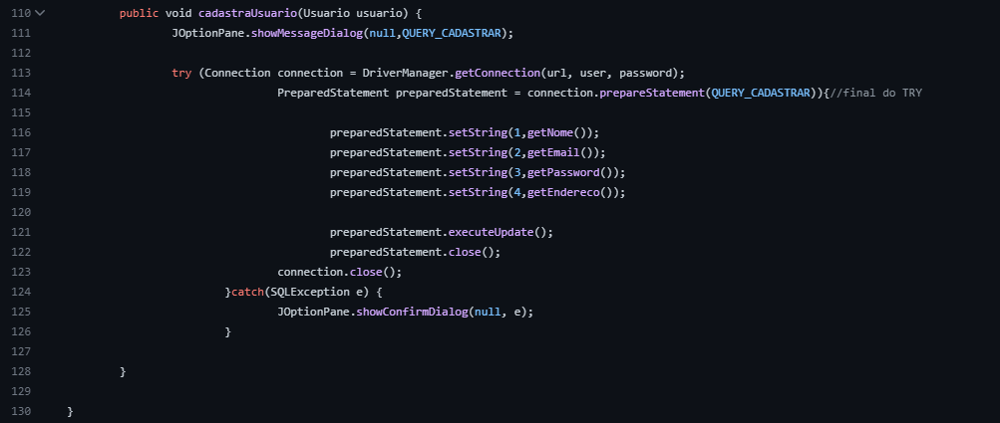 110 public void cadastraUsuario(Usuario usuario) {
111 JOptionPane.showMessageDialog(null,QUERY_CADASTRAR);
112
113 try (Connection connection = DriverManager.getConnection(url, user, password);
114 PreparedStatement preparedStatement = connection.prepareStatement(QUERY_CADASTRAR)){//final do TRY
115
116 preparedStatement.setString(1,getNome());
117 preparedStatement.setString(2,getEmail());
118 preparedStatement.setString(3,getPassword());
119 preparedStatement.setString(4,getEndereco());
120
121 preparedStatement.executeUpdate();
122 preparedStatement.close();
123 connection.close();
124 }catch(SQLException e) {
125 JOptionPane.showConfirmDialog(null, e);
126 }
127
128 }
129
130 }